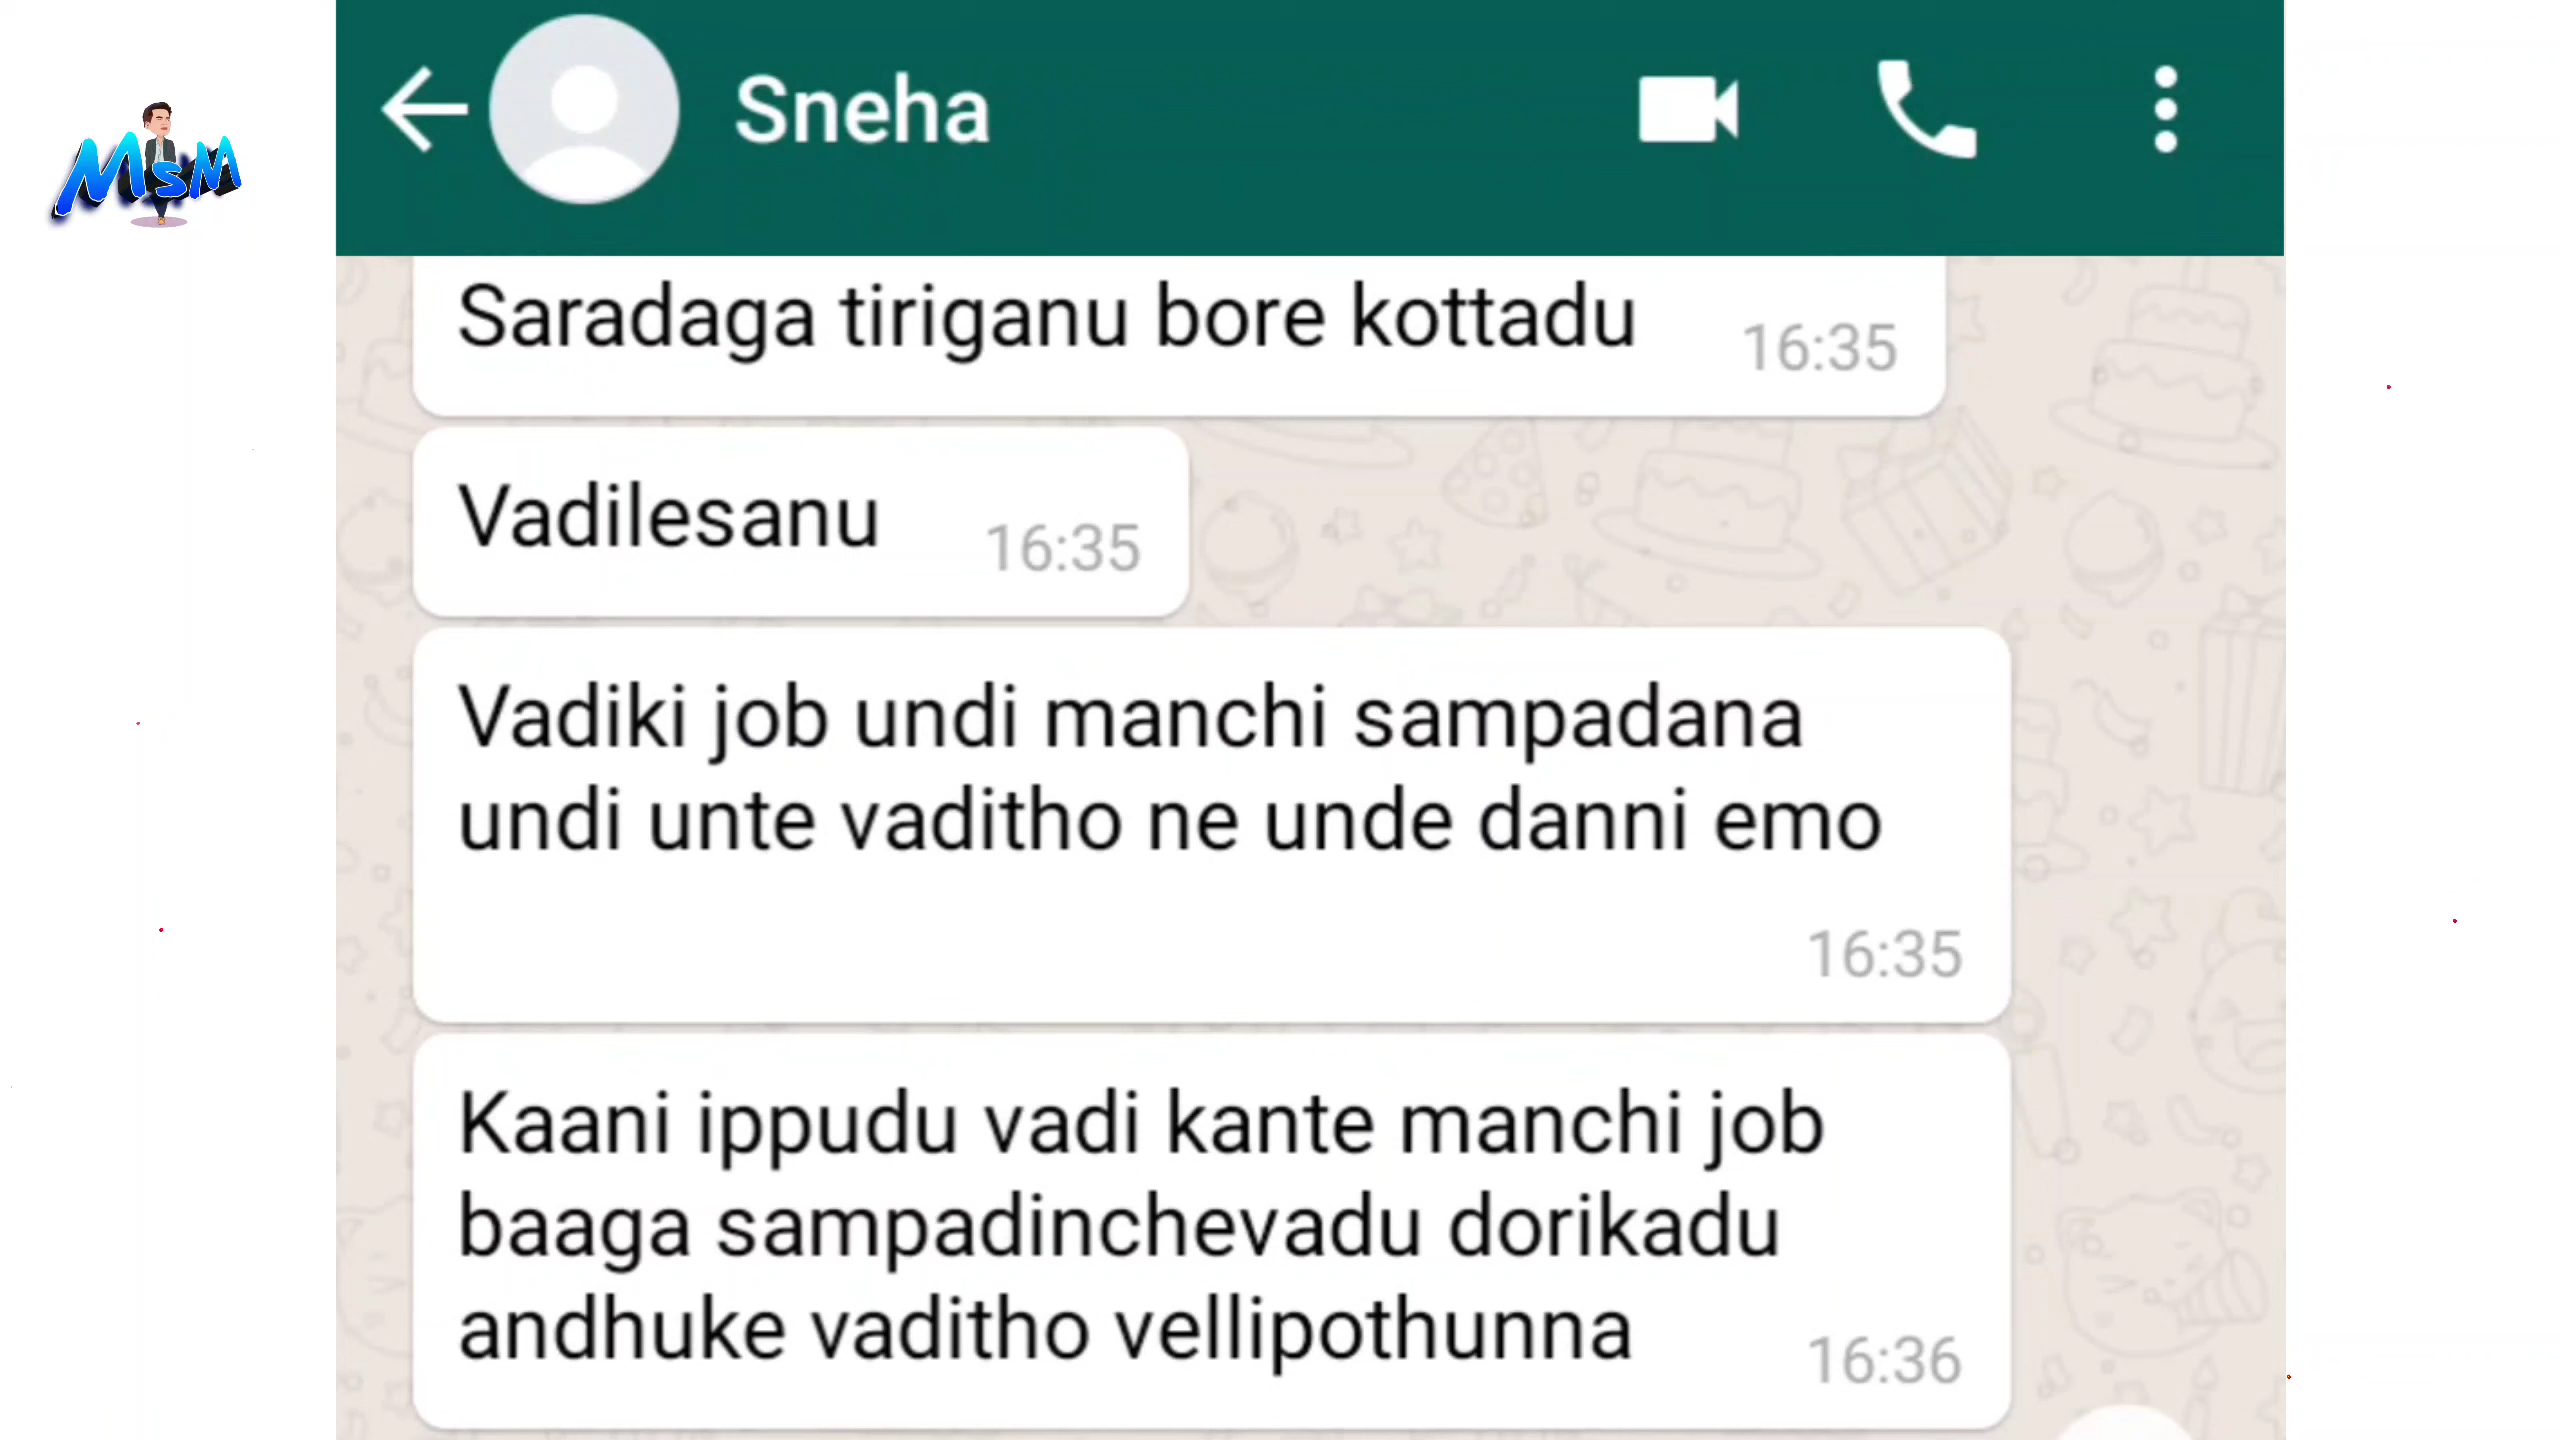 MsM
Sneha
Saradaga tiriganu bore kottadu
16:35
Vadilesanu
16:35
Vadiki job undi manchi sampadana
undi unte vaditho ne unde danni emo
16:35
Kaani ippudu vadi kante manchi job
baaga sampadinchevadu dorikadu
andhuke vaditho vellipothunna
16:36